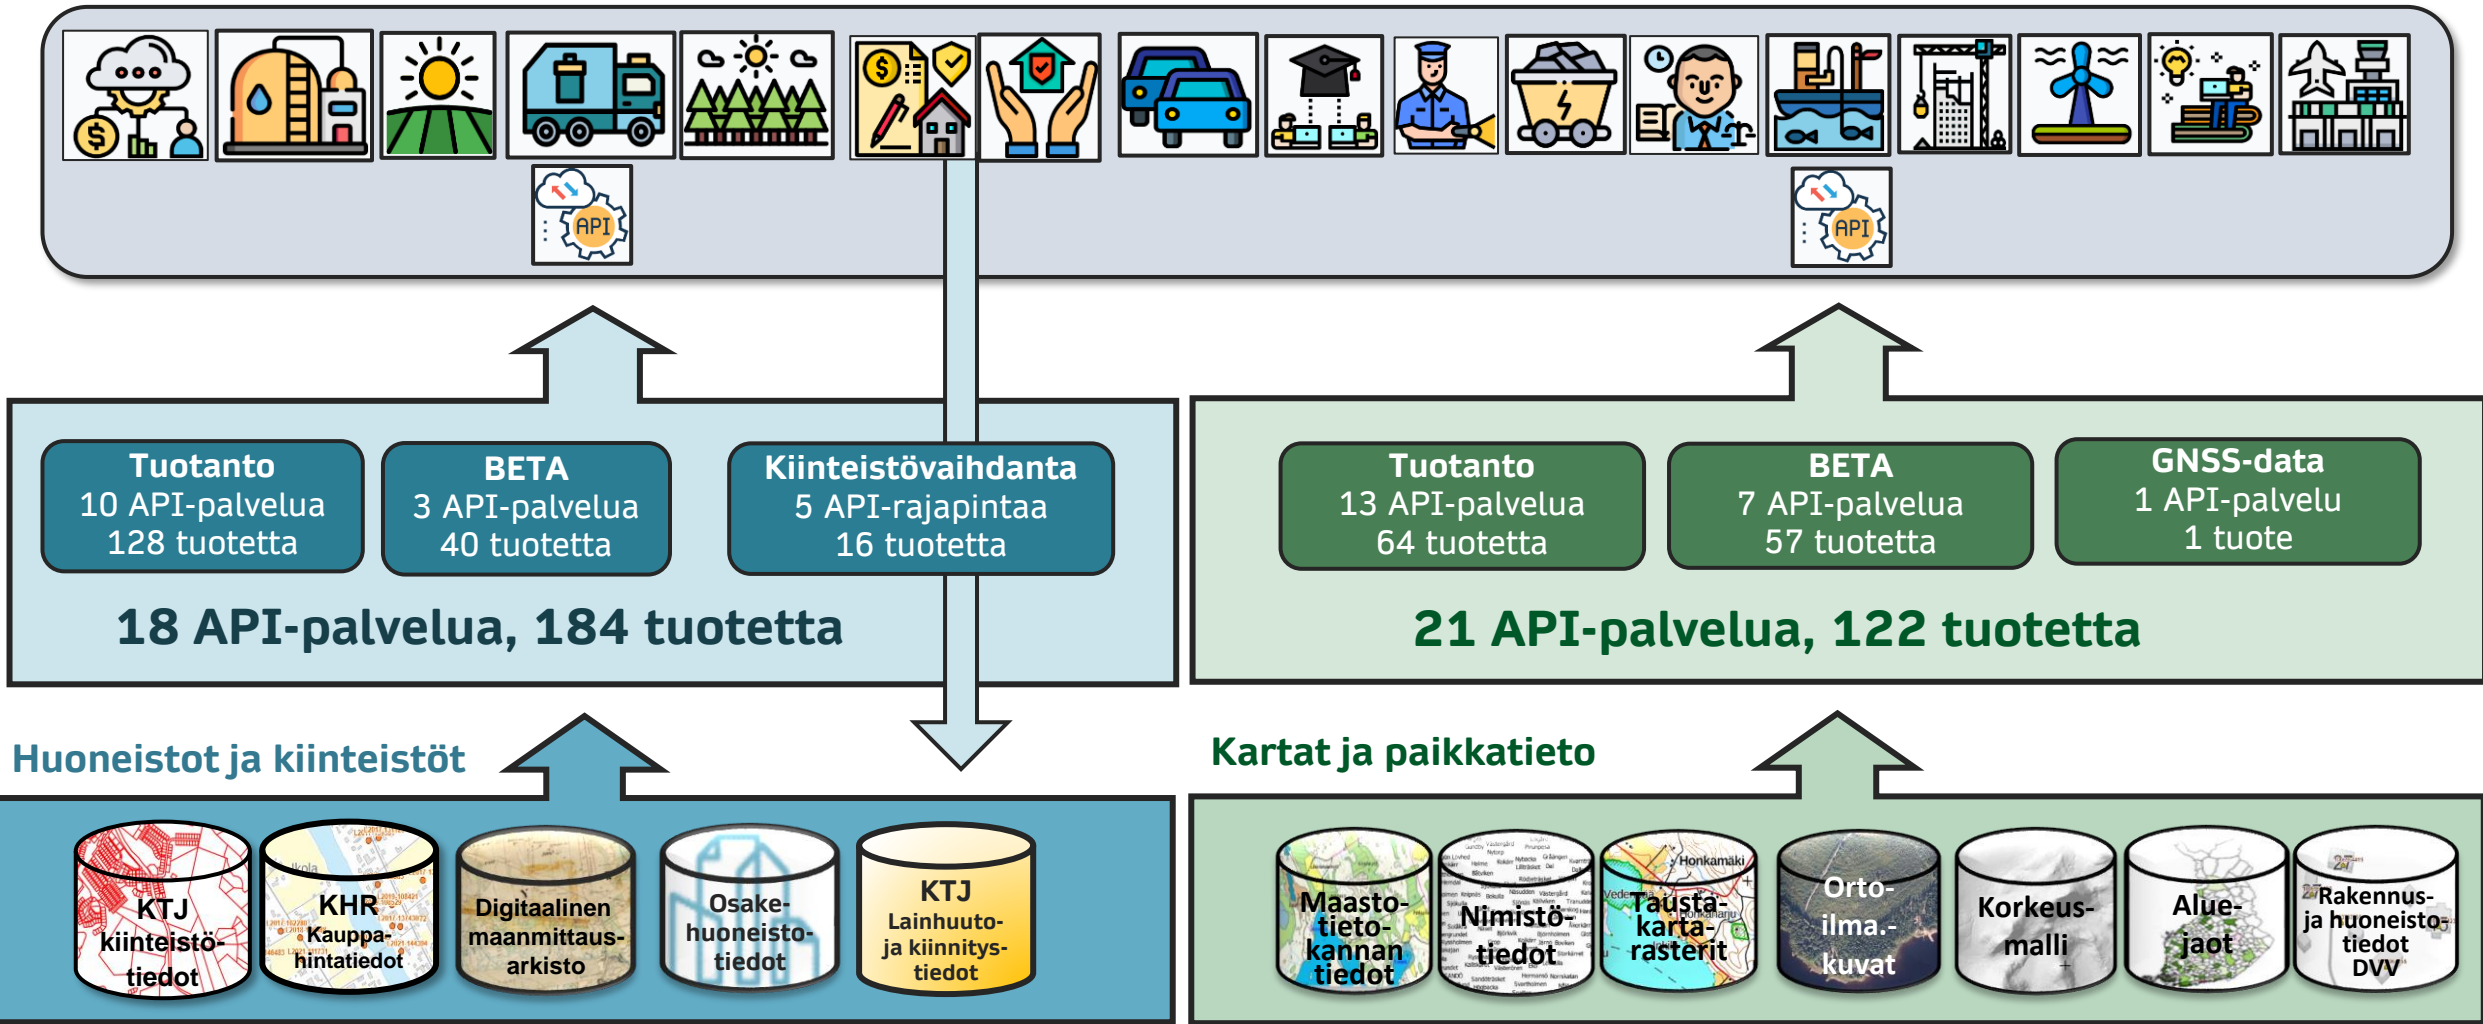 API
API
Tuotanto
10 API-palvelua
128 tuotetta
BETA
3 API-palvelua
40 tuotetta
Kiinteistövaihdanta
5 API-rajapintaa
16 tuotetta
18 API-palvelua, 184 tuotetta
Tuotanto
13 API-palvelua
64 tuotetta
BETA
7 API-palvelua
57 tuotetta
GNSS-data
1 API-palvelu
1 tuote
21 API-palvelua, 122 tuotetta
Huoneistot ja kiinteistöt
KTJ
kiinteistö-
tiedot
KHR
Kauppa-
hintatiedot
Digitaalinen
maanmittaus-
arkisto
Osake-
huoneisto-
tiedot
KTJ
Lainhuuto-
ja kiinnitys-
tiedot
Kartat ja paikkatieto
Maasto-
tieto-
kannan
tiedot
Nimistö-
tiedot
Honkamäki
Tausta-
kartta-
rasterit
Orto-
ilma.-
kuvat
Korkeus-
malli
Alue-
jaot
Rakennus-
ja huoneisto-
tiedot
DVV